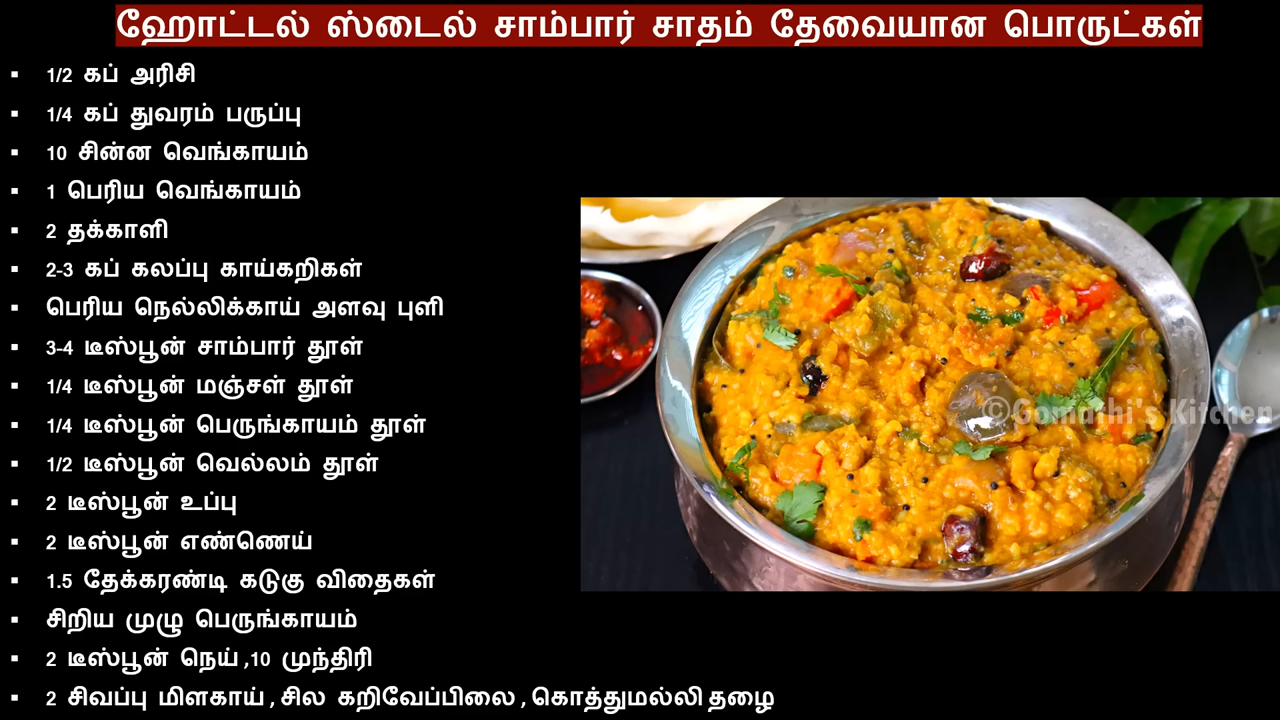 ஹோட்டல் ஸ்டைல் சாம்பார் சாதம் தேவையான பொருட்கள்
▪ 1/2 கப் அரிசி
▪ 1/4 கப் துவரம் பருப்பு
▪ 10 சின்ன வெங்காயம்
▪ 1 பெரிய வெங்காயம்
▪ 2 தக்காளி
▪ 2-3 கப் கலப்பு காய்கறிகள்
▪ பெரிய நெல்லிக்காய் அளவு புளி
▪ 3-4 டீஸ்பூன் சாம்பார் தூள்
▪ 1/4 டீஸ்பூன் மஞ்சள் தூள்
▪ 1/4 டீஸ்பூன் பெருங்காயம் தூள்
▪ 1/2 டீஸ்பூன் வெல்லம் தூள்
▪ 2 டீஸ்பூன் உப்பு
▪ 2 டீஸ்பூன் எண்ணெய்
▪ 1.5 தேக்கரண்டி கடுகு விதைகள்
▪ சிறிய முழு பெருங்காயம்
▪ 2 டீஸ்பூன் நெய் ,10 முந்திரி
▪ 2 சிவப்பு மிளகாய் , சில கறிவேப்பிலை , கொத்துமல்லி தழை
©Gomathi's Kitchen